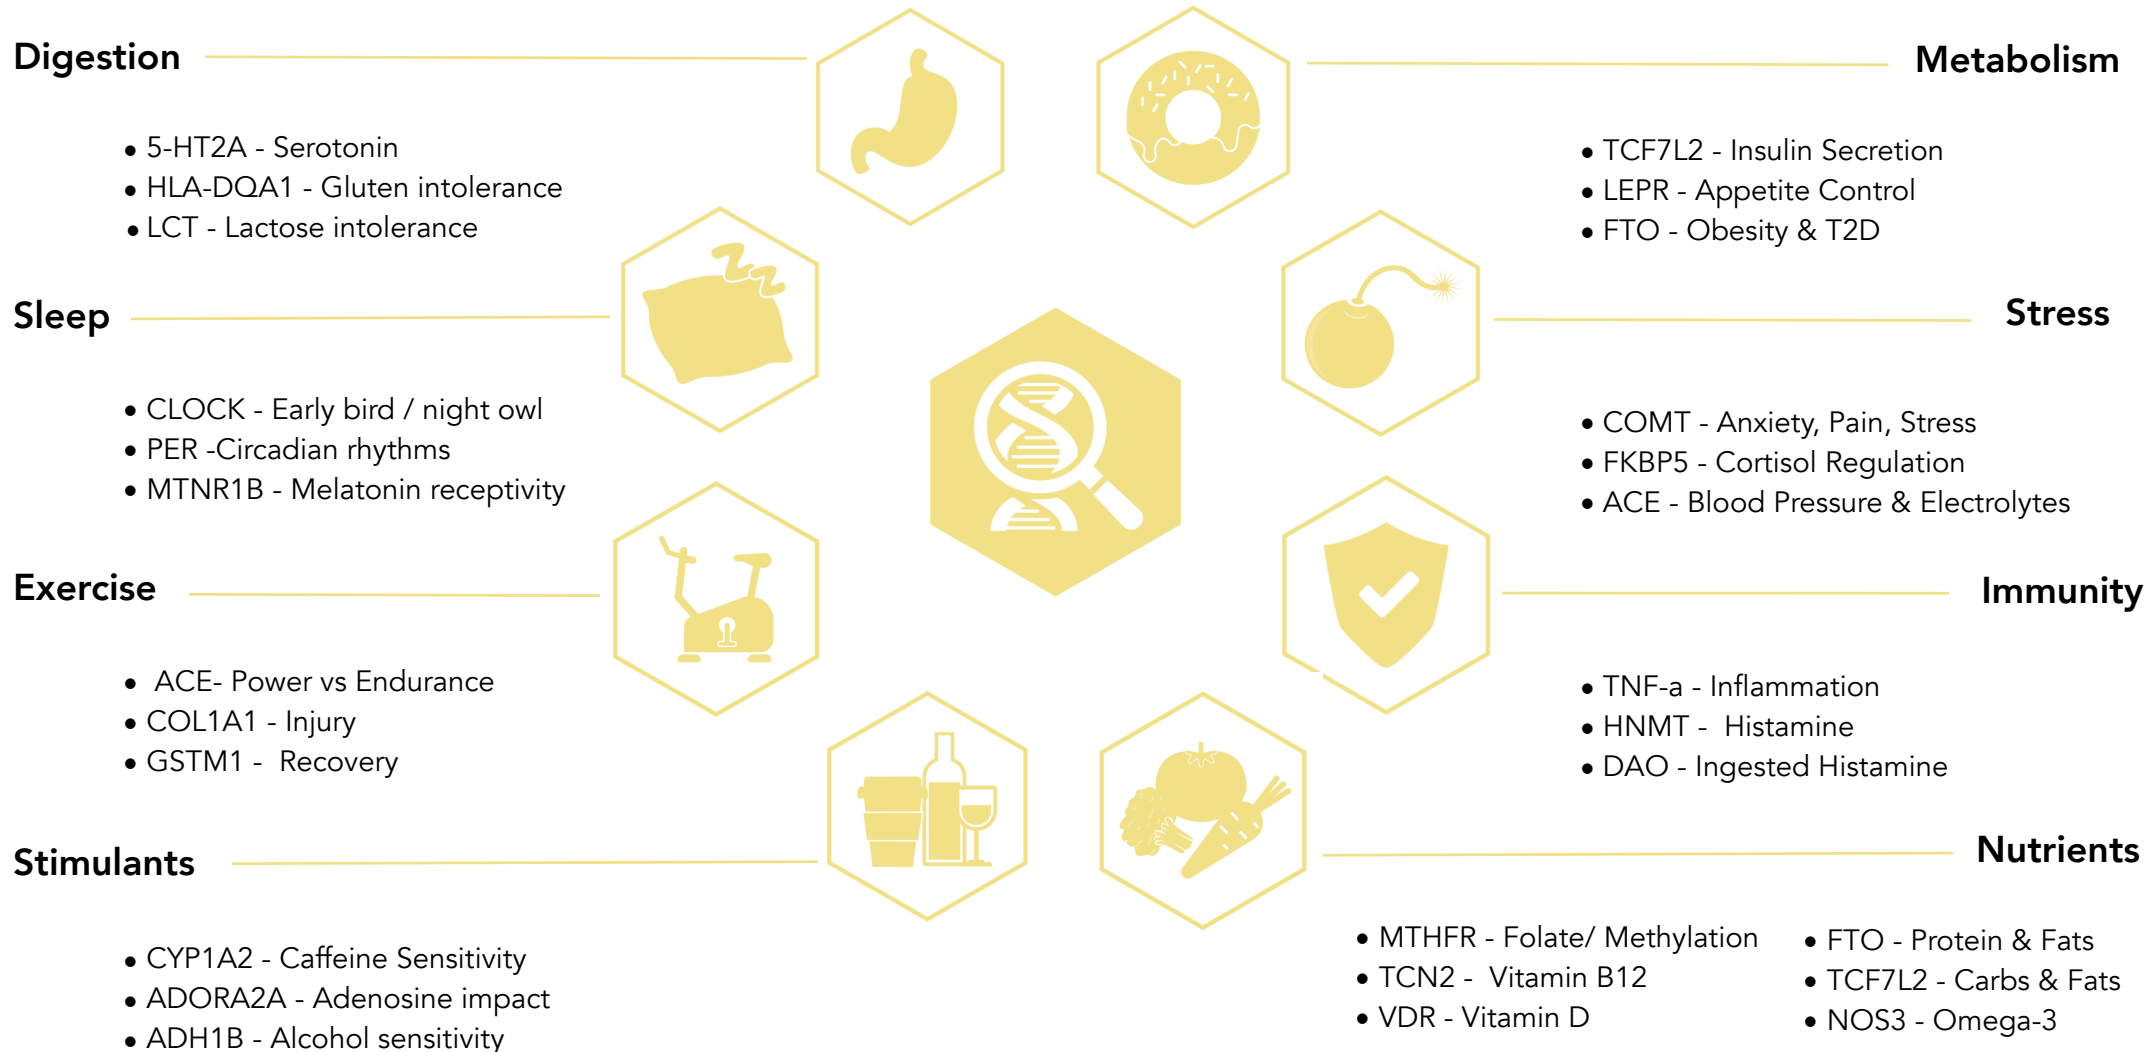 Digestion
• 5-HT2A - Serotonin
• HLA-DQA1 - Gluten intolerance
• LCT - Lactose intolerance
Sleep
• CLOCK - Early bird / night owl
• PER -Circadian rhythms
• MTNR1B - Melatonin receptivity
Exercise
• ACE- Power vs Endurance
• COL1A1 - Injury
• GSTM1 - Recovery
Stimulants
• CYP1A2 - Caffeine Sensitivity
• ADORA2A - Adenosine impact
• ADH1B - Alcohol sensitivity
Metabolism
• TCF7L2 - Insulin Secretion
• LEPR - Appetite Control
• FTO - Obesity & T2D
Stress
• COMT - Anxiety, Pain, Stress
• FKBP5 - Cortisol Regulation
• ACE - Blood Pressure & Electrolytes
Immunity
• TNF-a - Inflammation
• HNMT - Histamine
• DAO - Ingested Histamine
Nutrients
• MTHFR - Folate/ Methylation
• TCN2 - Vitamin B12
• VDR - Vitamin D
• FTO - Protein & Fats
• TCF7L2 - Carbs & Fats
• NOS3 - Omega-3